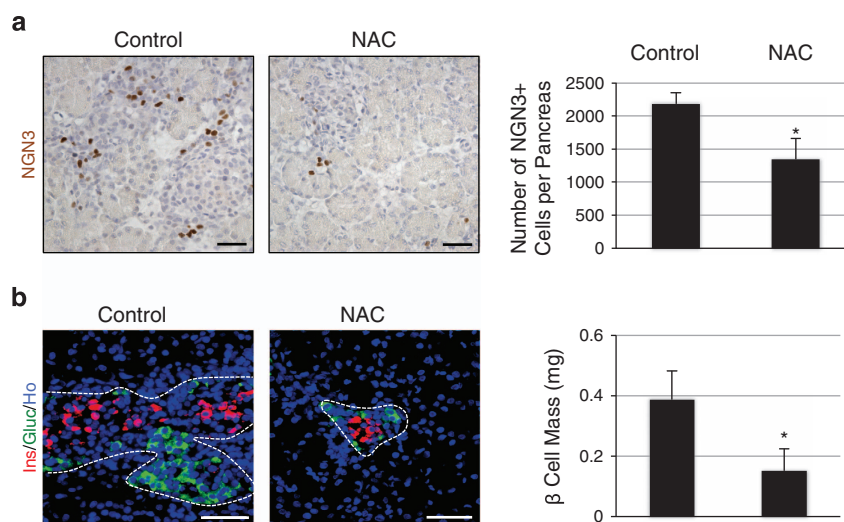 a
Control
NAC
NGN3
Control
NAC
Number of NGN3+
Cells per Pancreas
2500
2000
1500
1000
500
0
*
b
Control
NAC
Ins/Gluc/Ho
β Cell Mass (mg)
0.6
0.4
0.2
0
*